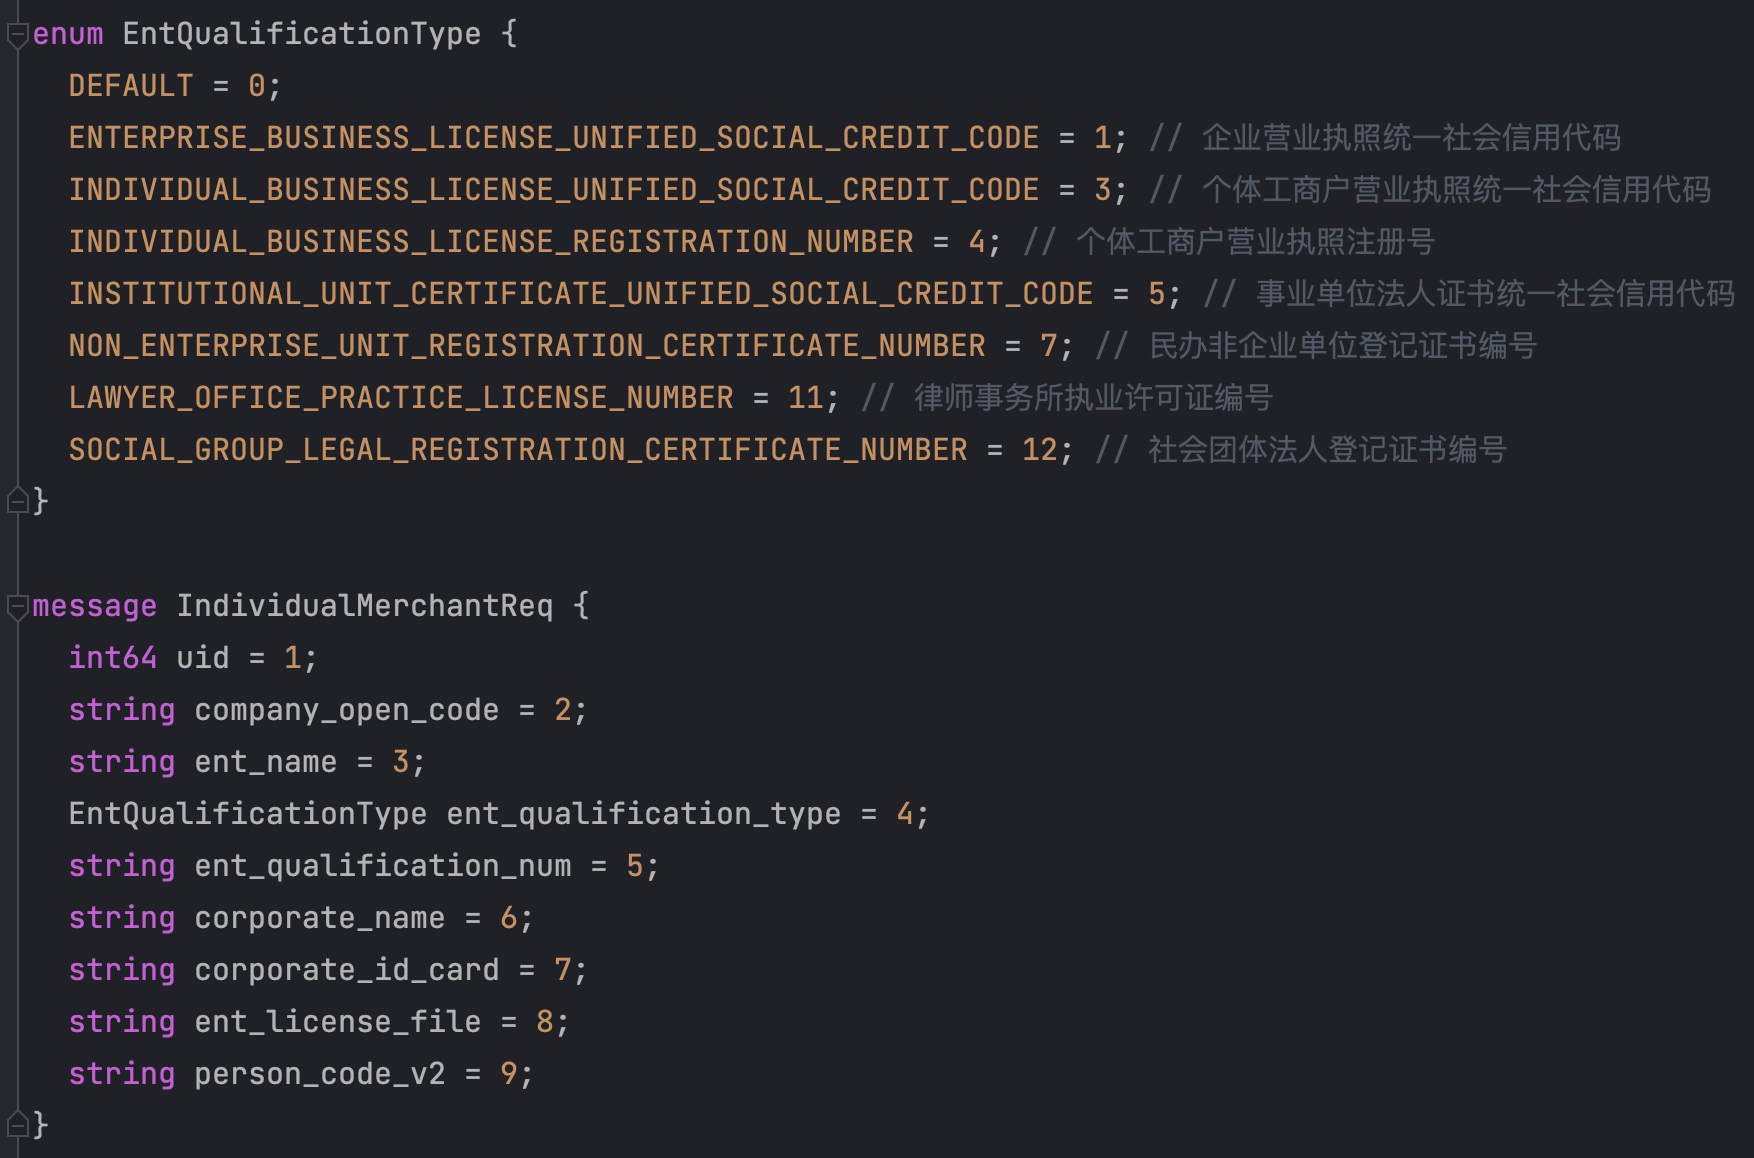 enum EntQualificationType {
  DEFAULT = 0;
  ENTERPRISE_BUSINESS_LICENSE_UNIFIED_SOCIAL_CREDIT_CODE = 1; // 企业营业执照统一社会信用代码
  INDIVIDUAL_BUSINESS_LICENSE_UNIFIED_SOCIAL_CREDIT_CODE = 3; // 个体工商户营业执照统一社会信用代码
  INDIVIDUAL_BUSINESS_LICENSE_REGISTRATION_NUMBER = 4; // 个体工商户营业执照注册号
  INSTITUTIONAL_UNIT_CERTIFICATE_UNIFIED_SOCIAL_CREDIT_CODE = 5; // 事业单位法人证书统一社会信用代码
  NON_ENTERPRISE_UNIT_REGISTRATION_CERTIFICATE_NUMBER = 7; // 民办非企业单位登记证书编号
  LAWYER_OFFICE_PRACTICE_LICENSE_NUMBER = 11; // 律师事务所执业许可证编号
  SOCIAL_GROUP_LEGAL_REGISTRATION_CERTIFICATE_NUMBER = 12; // 社会团体法人登记证书编号
}
message IndividualMerchantReq {
  int64 uid = 1;
  string company_open_code = 2;
  string ent_name = 3;
  EntQualificationType ent_qualification_type = 4;
  string ent_qualification_num = 5;
  string corporate_name = 6;
  string corporate_id_card = 7;
  string ent_license_file = 8;
  string person_code_v2 = 9;
}